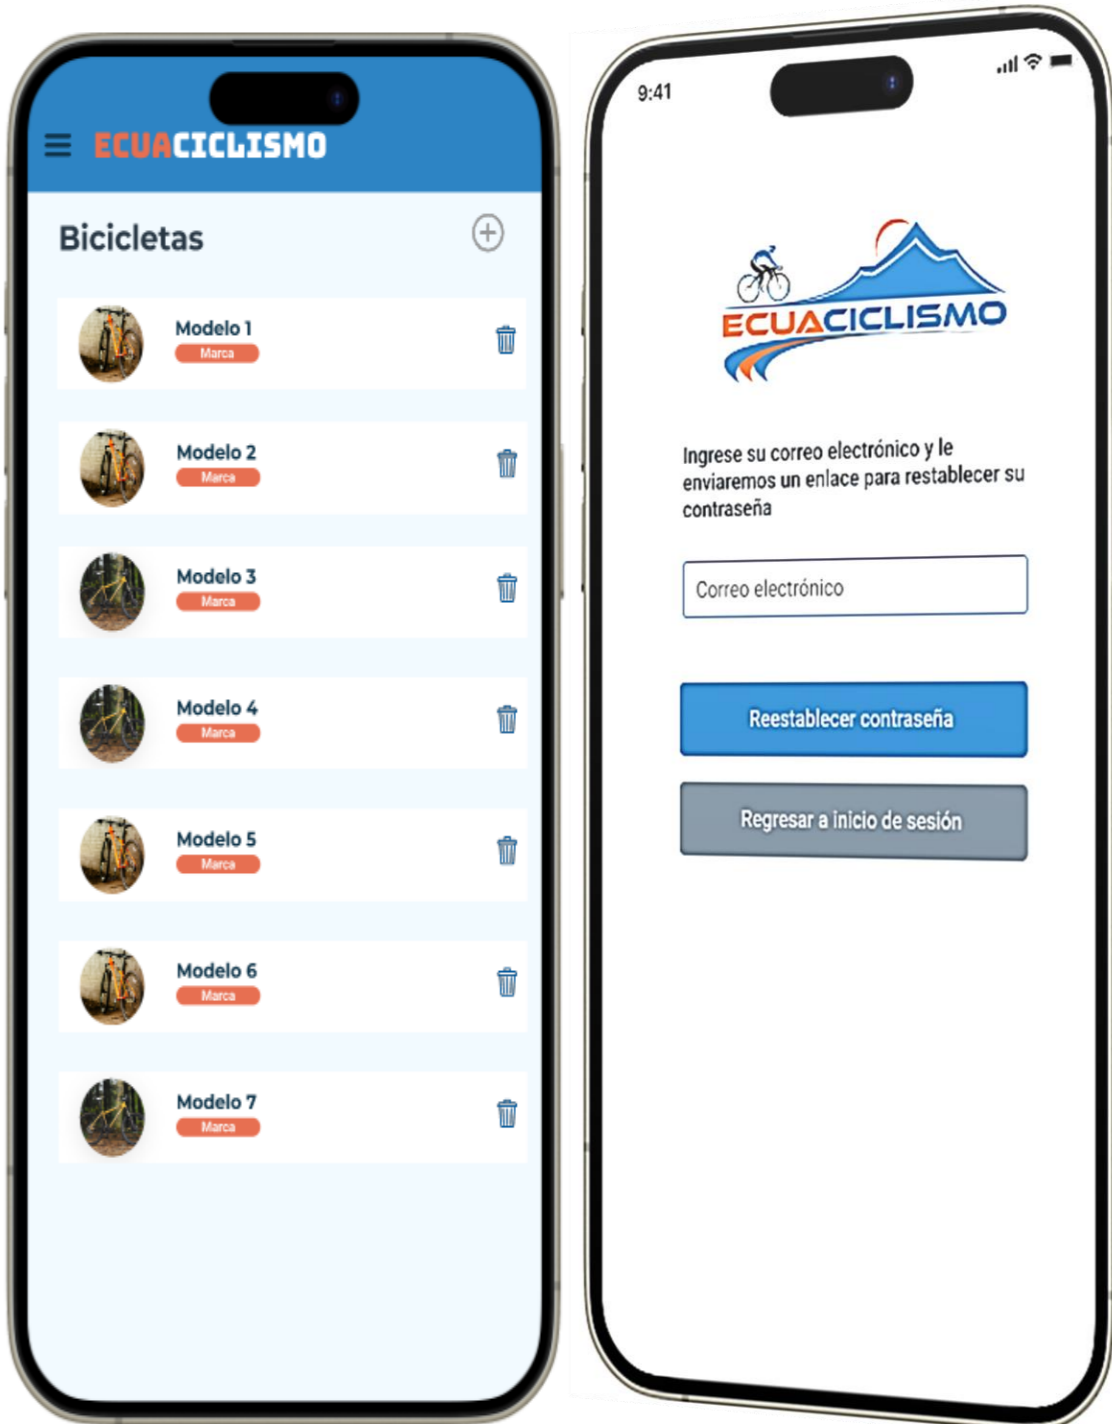 ECUACICLISMO
Bicicletas
Modelo 1
Marca
Modelo 2
Marca
Modelo 3
Marca
Modelo 4
Marca
Modelo 5
Marca
Modelo 6
Marca
Modelo 7
Marca
9:41
ECUACICLISMO
Ingrese su correo electrónico y le
enviaremos un enlace para restablecer su
contraseña
Correo electrónico
Reestablecer contraseña
Regresar a inicio de sesión